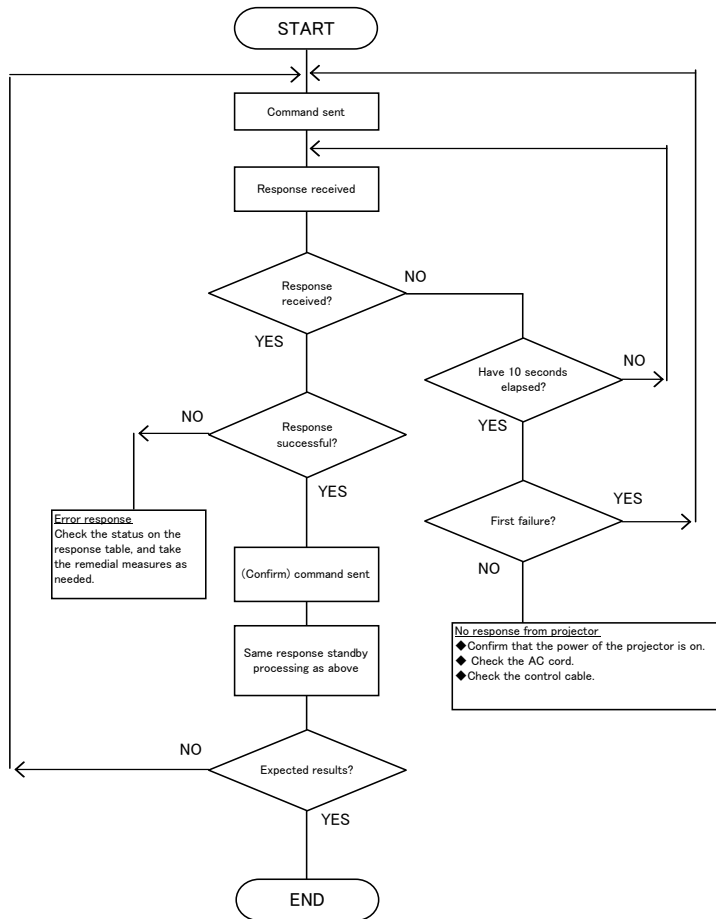 START
Command sent
Response received
Response
received?
NO
YES
Have 10 seconds
elapsed?
NO
YES
Response
successful?
NO
YES
First failure?
YES
NO
Error response
Check the status on the
response table, and take
the remedial measures as
needed.
(Confirm) command sent
Same response standby
processing as above
No response from projector
◆Confirm that the power of the projector is on.
◆ Check the AC cord.
◆Check the control cable.
Expected results?
NO
YES
END